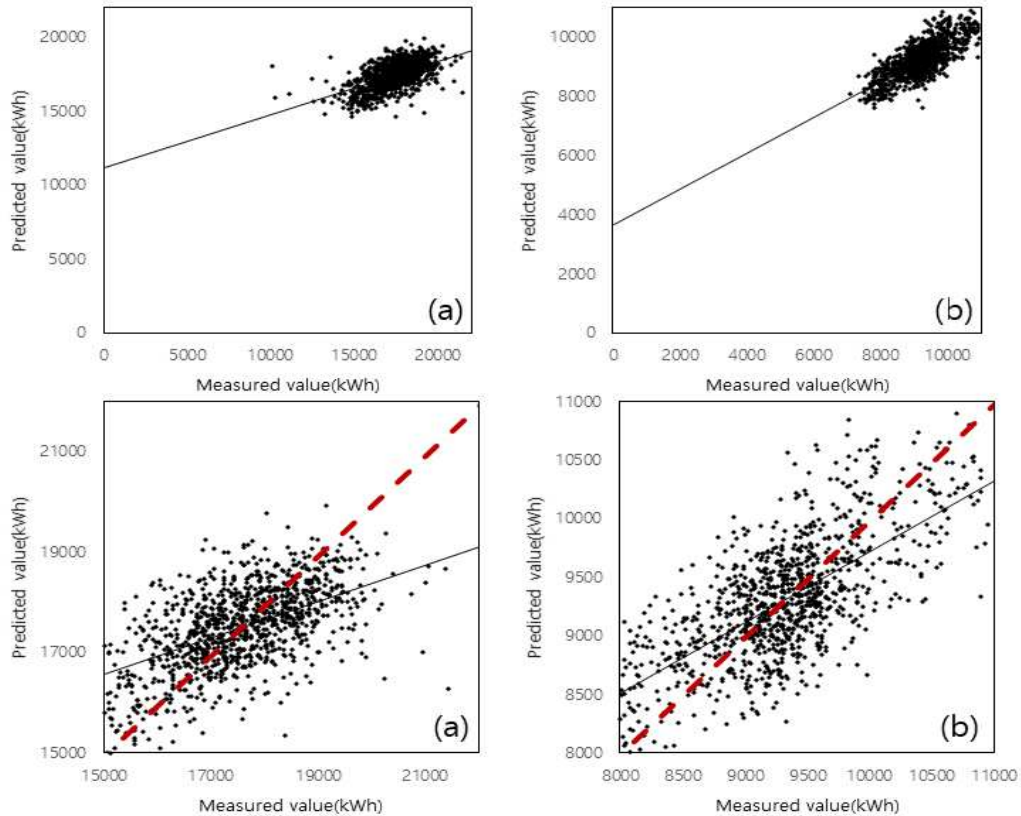 20000
15000
10000
5000
0
Predicted value(kWh)
0 5000 10000 15000 20000
Measured value(kWh)
(a)
10000
8000
6000
4000
2000
0
Predicted value(kWh)
0 2000 4000 6000 8000 10000
Measured value(kWh)
(b)
21000
19000
17000
15000
Predicted value(kWh)
15000 17000 19000 21000
Measured value(kWh)
(a)
11000
10500
10000
9500
9000
8500
8000
Predicted value(kWh)
8000 8500 9000 9500 10000 10500 11000
Measured value(kWh)
(b)